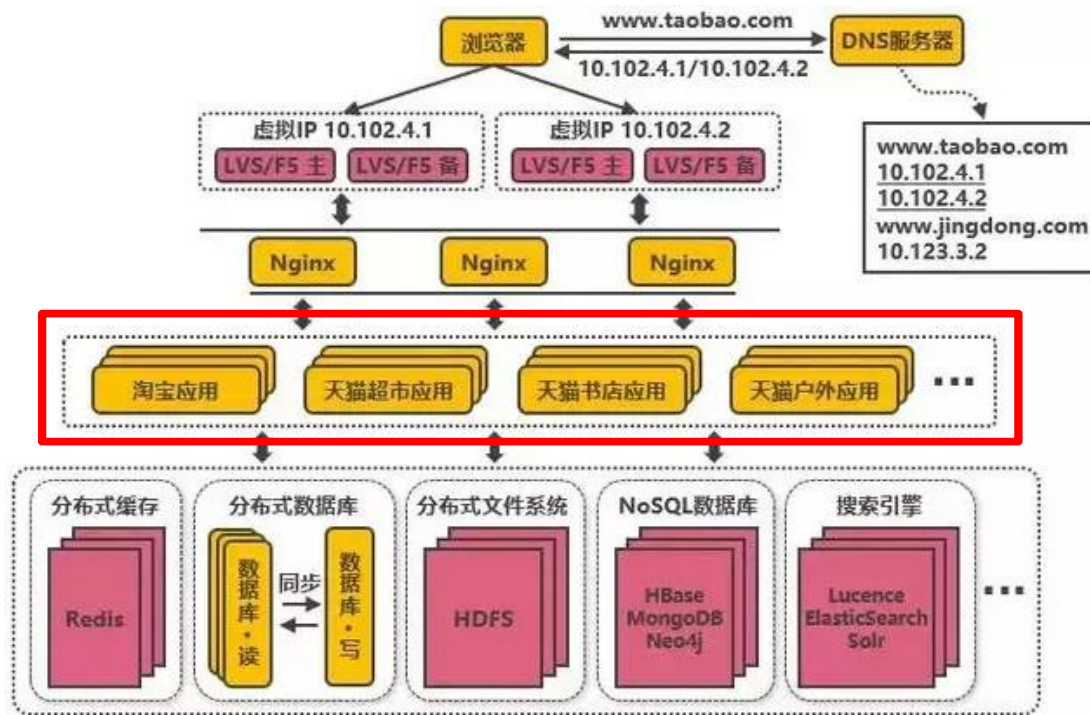 www.taobao.com
浏览器
DNS服务器
10.102.4.1/10.102.4.2
虚拟IP 10.102.4.1
虚拟IP 10.102.4.2
LVS/F5 主
LVS/F5 备
LVS/F5 主
LVS/F5 备
www.taobao.com
10.102.4.1
10.102.4.2
www.jingdong.com
10.123.3.2
Nginx
Nginx
Nginx
淘宝应用
天猫超市应用
天猫书店应用
天猫户外应用
...
分布式缓存
Redis
分布式数据库
数据库·读
同步
数据库·写
分布式文件系统
HDFS
NoSQL数据库
HBase
MongoDB
Neo4j
搜索引擎
Lucence
ElasticSearch
Solr
...